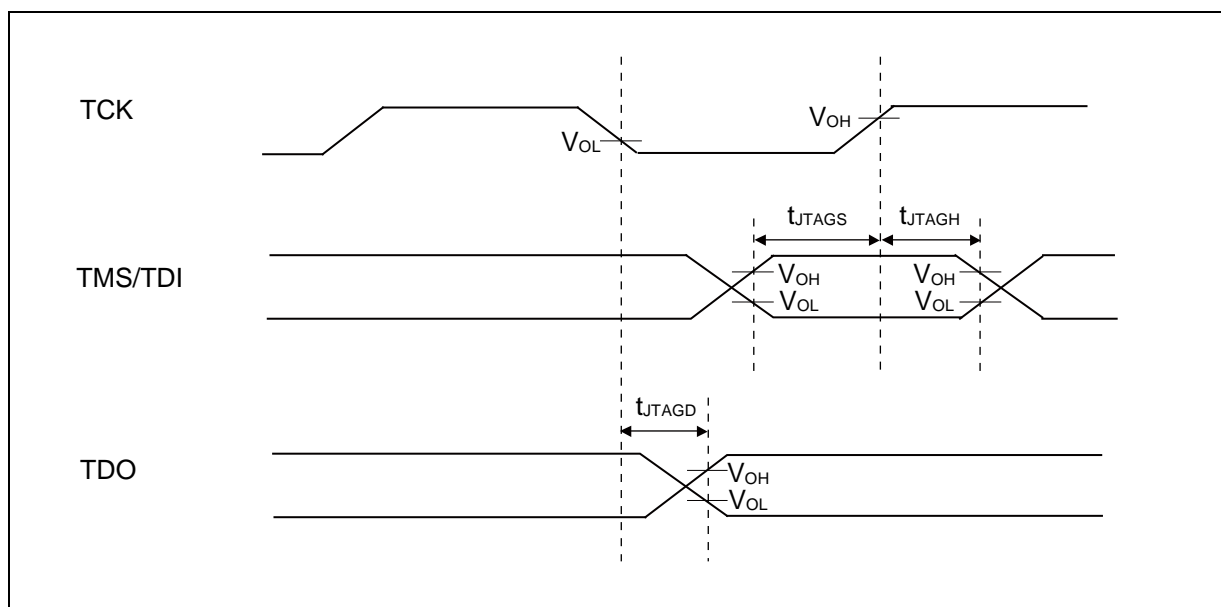 TCK
VOL
VOH
tJTAGS
tJTAGH
TMS/TDI
VOH
VOL
VOH
VOL
tJTAGD
TDO
VOH
VOL